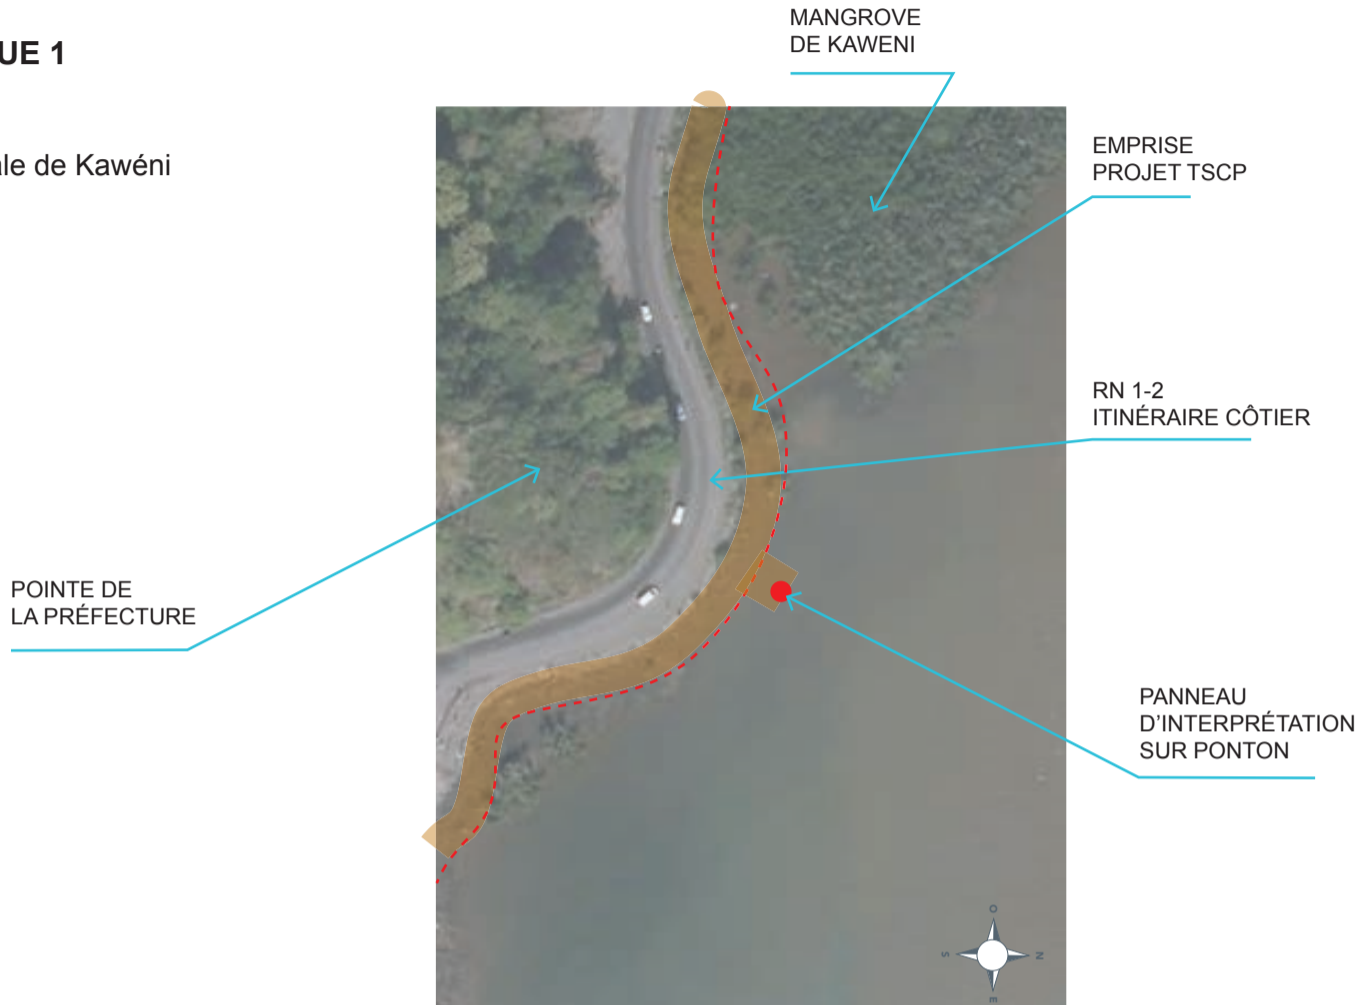 UE 1
ale de Kawéni
MANGROVE
DE KAWENI
EMPRISE
PROJET TSCP
RN 1-2
ITINÉRAIRE CÔTIER
POINTE DE
LA PRÉFECTURE
PANNEAU
D'INTERPRÉTATION
SUR PONTON
O
S
N
E